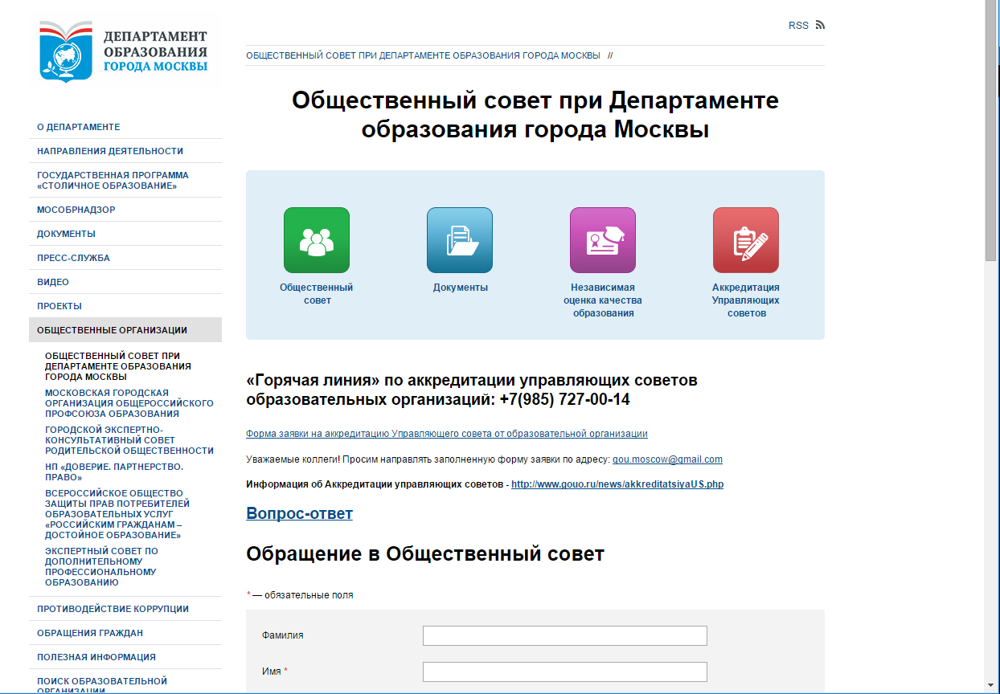 ДЕПАРТАМЕНТ
ОБРАЗОВАНИЯ
ГОРОДА МОСКВЫ
О ДЕПАРТАМЕНТЕ
НАПРАВЛЕНИЯ ДЕЯТЕЛЬНОСТИ
ГОСУДАРСТВЕННАЯ ПРОГРАММА
«СТОЛИЧНОЕ ОБРАЗОВАНИЕ»
МОСОБРНАДЗОР
ДОКУМЕНТЫ
ПРЕСС-СЛУЖБА
ВИДЕО
ПРОЕКТЫ
ОБЩЕСТВЕННЫЕ ОРГАНИЗАЦИИ
ОБЩЕСТВЕННЫЙ СОВЕТ ПРИ
ДЕПАРТАМЕНТЕ ОБРАЗОВАНИЯ
ГОРОДА МОСКВЫ
МОСКОВСКАЯ ГОРОДСКАЯ
ОРГАНИЗАЦИЯ ОБЩЕРОССИЙСКОГО
ПРОФСОЮЗА ОБРАЗОВАНИЯ
ГОРОДСКОЙ ЭКСПЕРТНО-
КОНСУЛЬТАТИВНЫЙ СОВЕТ
РОДИТЕЛЬСКОЙ ОБЩЕСТВЕННОСТИ
НП «ДОВЕРИЕ. ПАРТНЕРСТВО.
ПРАВО»
ВСЕРОССИЙСКОЕ ОБЩЕСТВО
ЗАЩИТЫ ПРАВ ПОТРЕБИТЕЛЕЙ
ОБРАЗОВАТЕЛЬНЫХ УСЛУГ
«РОССИЙСКИМ ГРАЖДАНАМ –
ДОСТОЙНОЕ ОБРАЗОВАНИЕ»
ЭКСПЕРТНЫЙ СОВЕТ ПО
ДОПОЛНИТЕЛЬНОМУ
ПРОФЕССИОНАЛЬНОМУ
ОБРАЗОВАНИЮ
ПРОТИВОДЕЙСТВИЕ КОРРУПЦИИ
ОБРАЩЕНИЯ ГРАЖДАН
ПОЛЕЗНАЯ ИНФОРМАЦИЯ
ПОИСК ОБРАЗОВАТЕЛЬНОЙ
ОРГАНИЗАЦИИ
RSS
ОБЩЕСТВЕННЫЙ СОВЕТ ПРИ ДЕПАРТАМЕНТЕ ОБРАЗОВАНИЯ ГОРОДА МОСКВЫ //
Общественный совет при Департаменте
образования города Москвы
Общественный
совет
Документы
Независимая
оценка качества
образования
Аккредитация
Управляющих
советов
«Горячая линия» по аккредитации управляющих советов
образовательных организаций: +7(985) 727-00-14
Форма заявки на аккредитацию Управляющего совета от образовательной организации
Уважаемые коллеги! Просим направлять заполненную форму заявки по адресу: gou.moscow@gmail.com
Информация об Аккредитации управляющих советов - http://www.gouo.ru/news/akkreditatsiyaUS.php
Вопрос-ответ
Обращение в Общественный совет
* — обязательные поля
Фамилия
Имя *